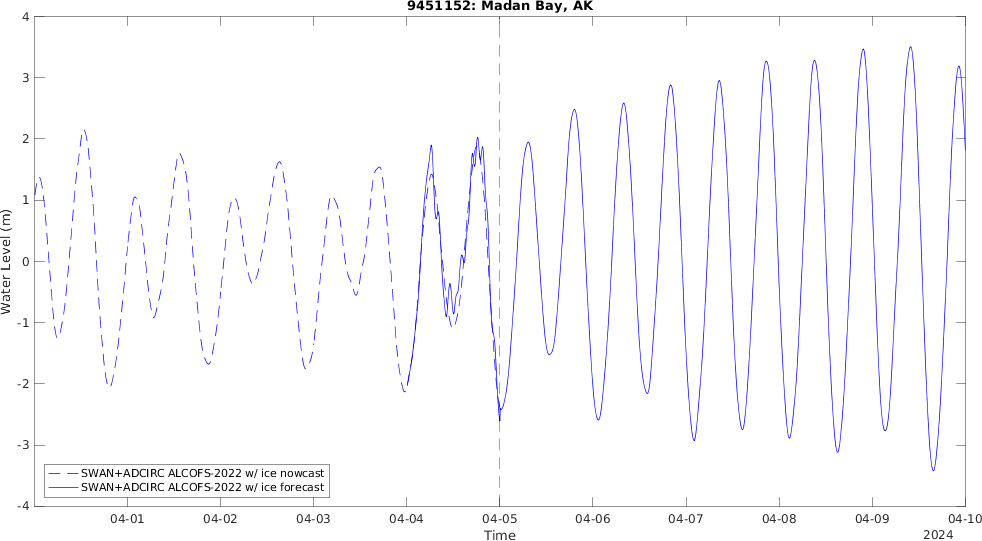 9451152: Madan Bay, AK
4
3
2
1
0
-1
-2
-3
-4
Water Level (m)
SWAN+ADCIRC ALCOFS-2022 w/ ice nowcast
SWAN+ADCIRC ALCOFS-2022 w/ ice forecast
04-01 04-02 04-03 04-04 04-05 04-06 04-07 04-08 04-09 04-10
Time
2024